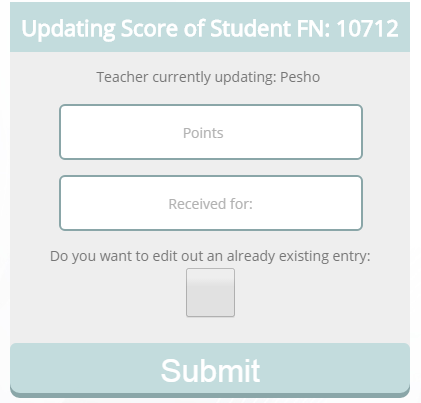 Updating Score of Student FN: 10712
Teacher currently updating: Pesho
Points
Received for:
Do you want to edit out an already existing entry:
Submit